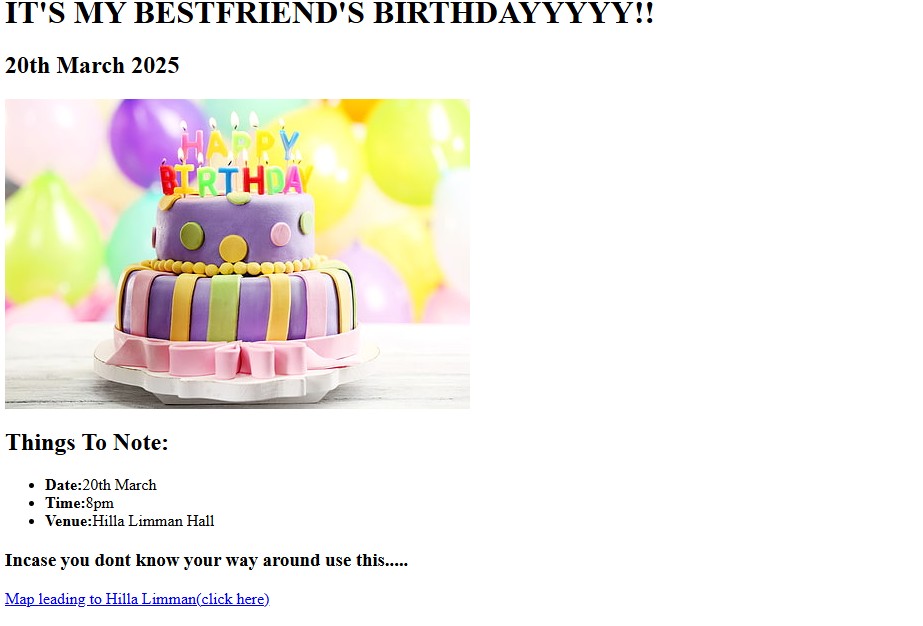 IT'S MY BESTFRIEND'S BIRTHDAYYYYY!!
20th March 2025
HAPPY
BIRTHDAY
Things To Note:
Date:20th March
Time:8pm
Venue:Hilla Limman Hall
Incase you dont know your way around use this.....
Map leading to Hilla Limman(click here)